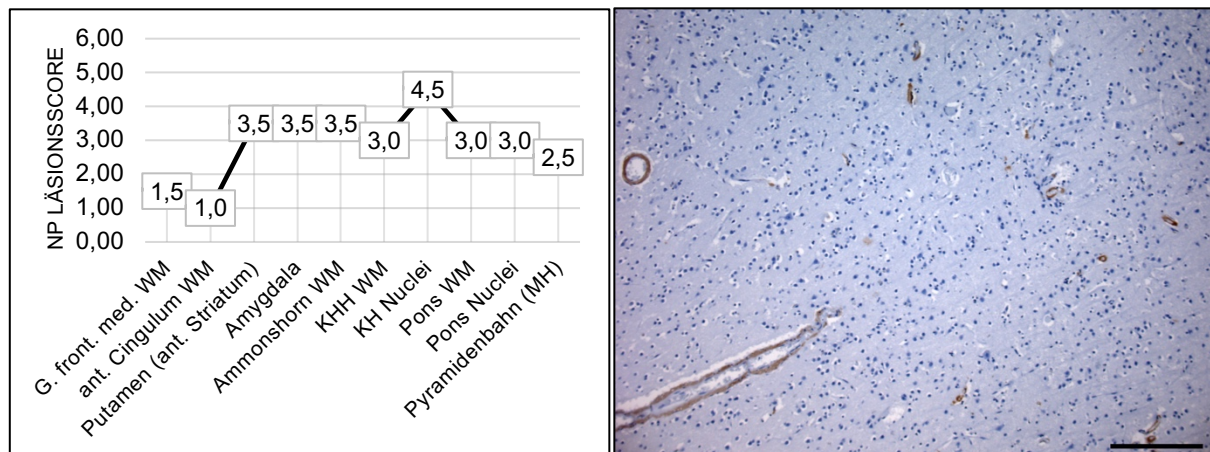 NP LÄSIONSSCORE
6,00
5,00
4,00
3,00
2,00
1,00
0,00
1,5
1,0
3,5
3,5
3,5
3,0
4,5
3,0
3,0
2,5
G. front. med. WM
ant. Cingulum WM
Putamen (ant. Striatum)
Amygdala
Ammonshorn WM
KHH WM
KH Nuclei
Pons WM
Pons Nuclei
Pyramidenbahn (MH)